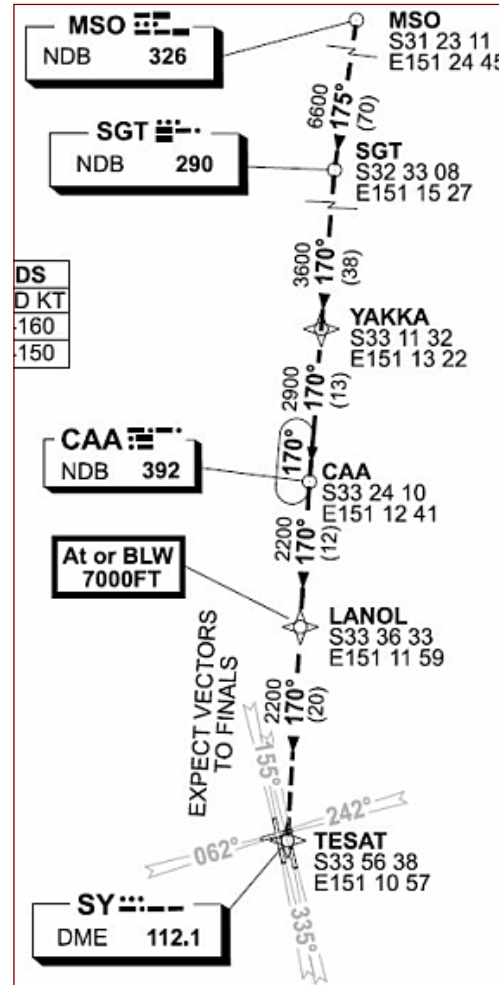 MSO
NDB 326
MSO
S31 23 11
E151 24 45
6600
175°
(70)
SGT
NDB 290
SGT
S32 33 08
E151 15 27
3600
170°
(38)
DS
D KT
-160
-150
YAKKA
S33 11 32
E151 13 22
2900
170°
(13)
170°
CAA
NDB 392
CAA
S33 24 10
E151 12 41
2200
170°
(12)
At or BLW
7000FT
LANOL
S33 36 33
E151 11 59
EXPECT VECTORS
TO FINALS
2200
170°
(20)
155°
242°
062°
335°
TESAT
S33 56 38
E151 10 57
SY
DME 112.1